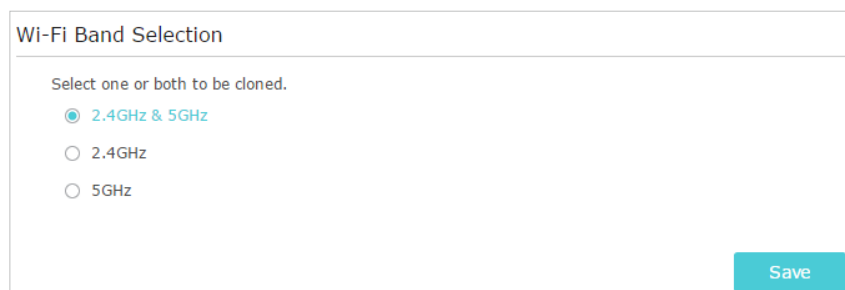 Wi-Fi Band Selection
Select one or both to be cloned.
2.4GHz & 5GHz
2.4GHz
5GHz
Save